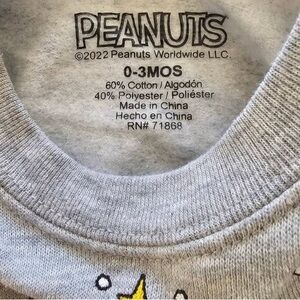 PEANUTS
©2022 Peanuts Worldwide LLC.
0-3MOS
60% Cotton / Algodón
40% Polyester / Poliéster
Made in China
Hecho en China
RN# 71868